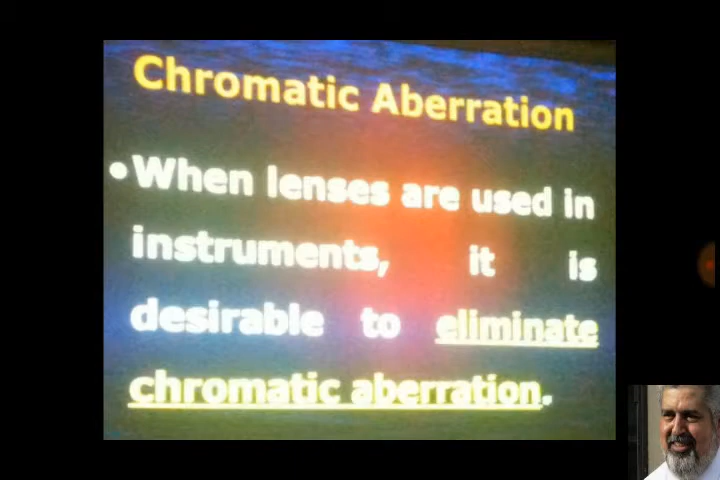 Chromatic Aberration
•When lenses are used in
instruments, it is
desirable to eliminate
chromatic aberration.